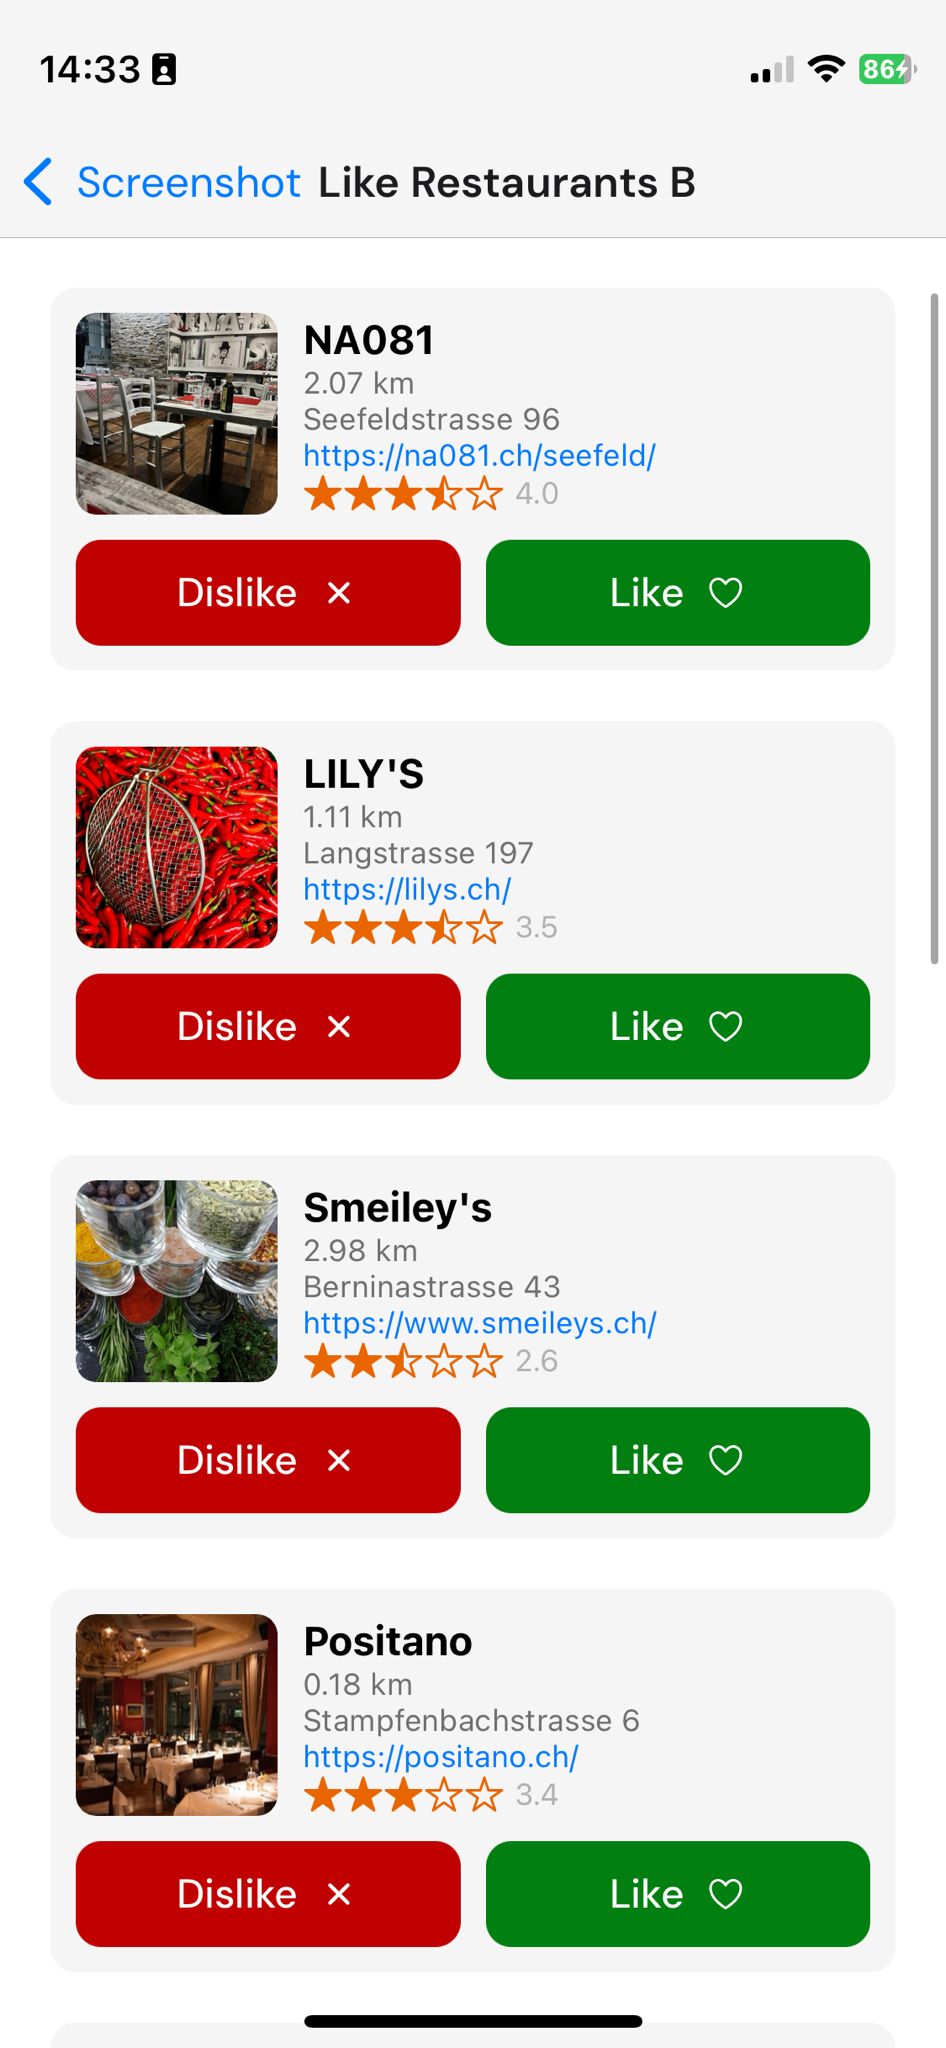 14:33
86
Screenshot Like Restaurants B
NA081
2.07 km
Seefeldstrasse 96
https://na081.ch/seefeld/
4.0
Dislike × Like
LILY'S
1.11 km
Langstrasse 197
https://lilys.ch/
3.5
Dislike × Like
Smeiley's
2.98 km
Berninastrasse 43
https://www.smeileys.ch/
2.6
Dislike × Like
Positano
0.18 km
Stampfenbachstrasse 6
https://positano.ch/
3.4
Dislike × Like